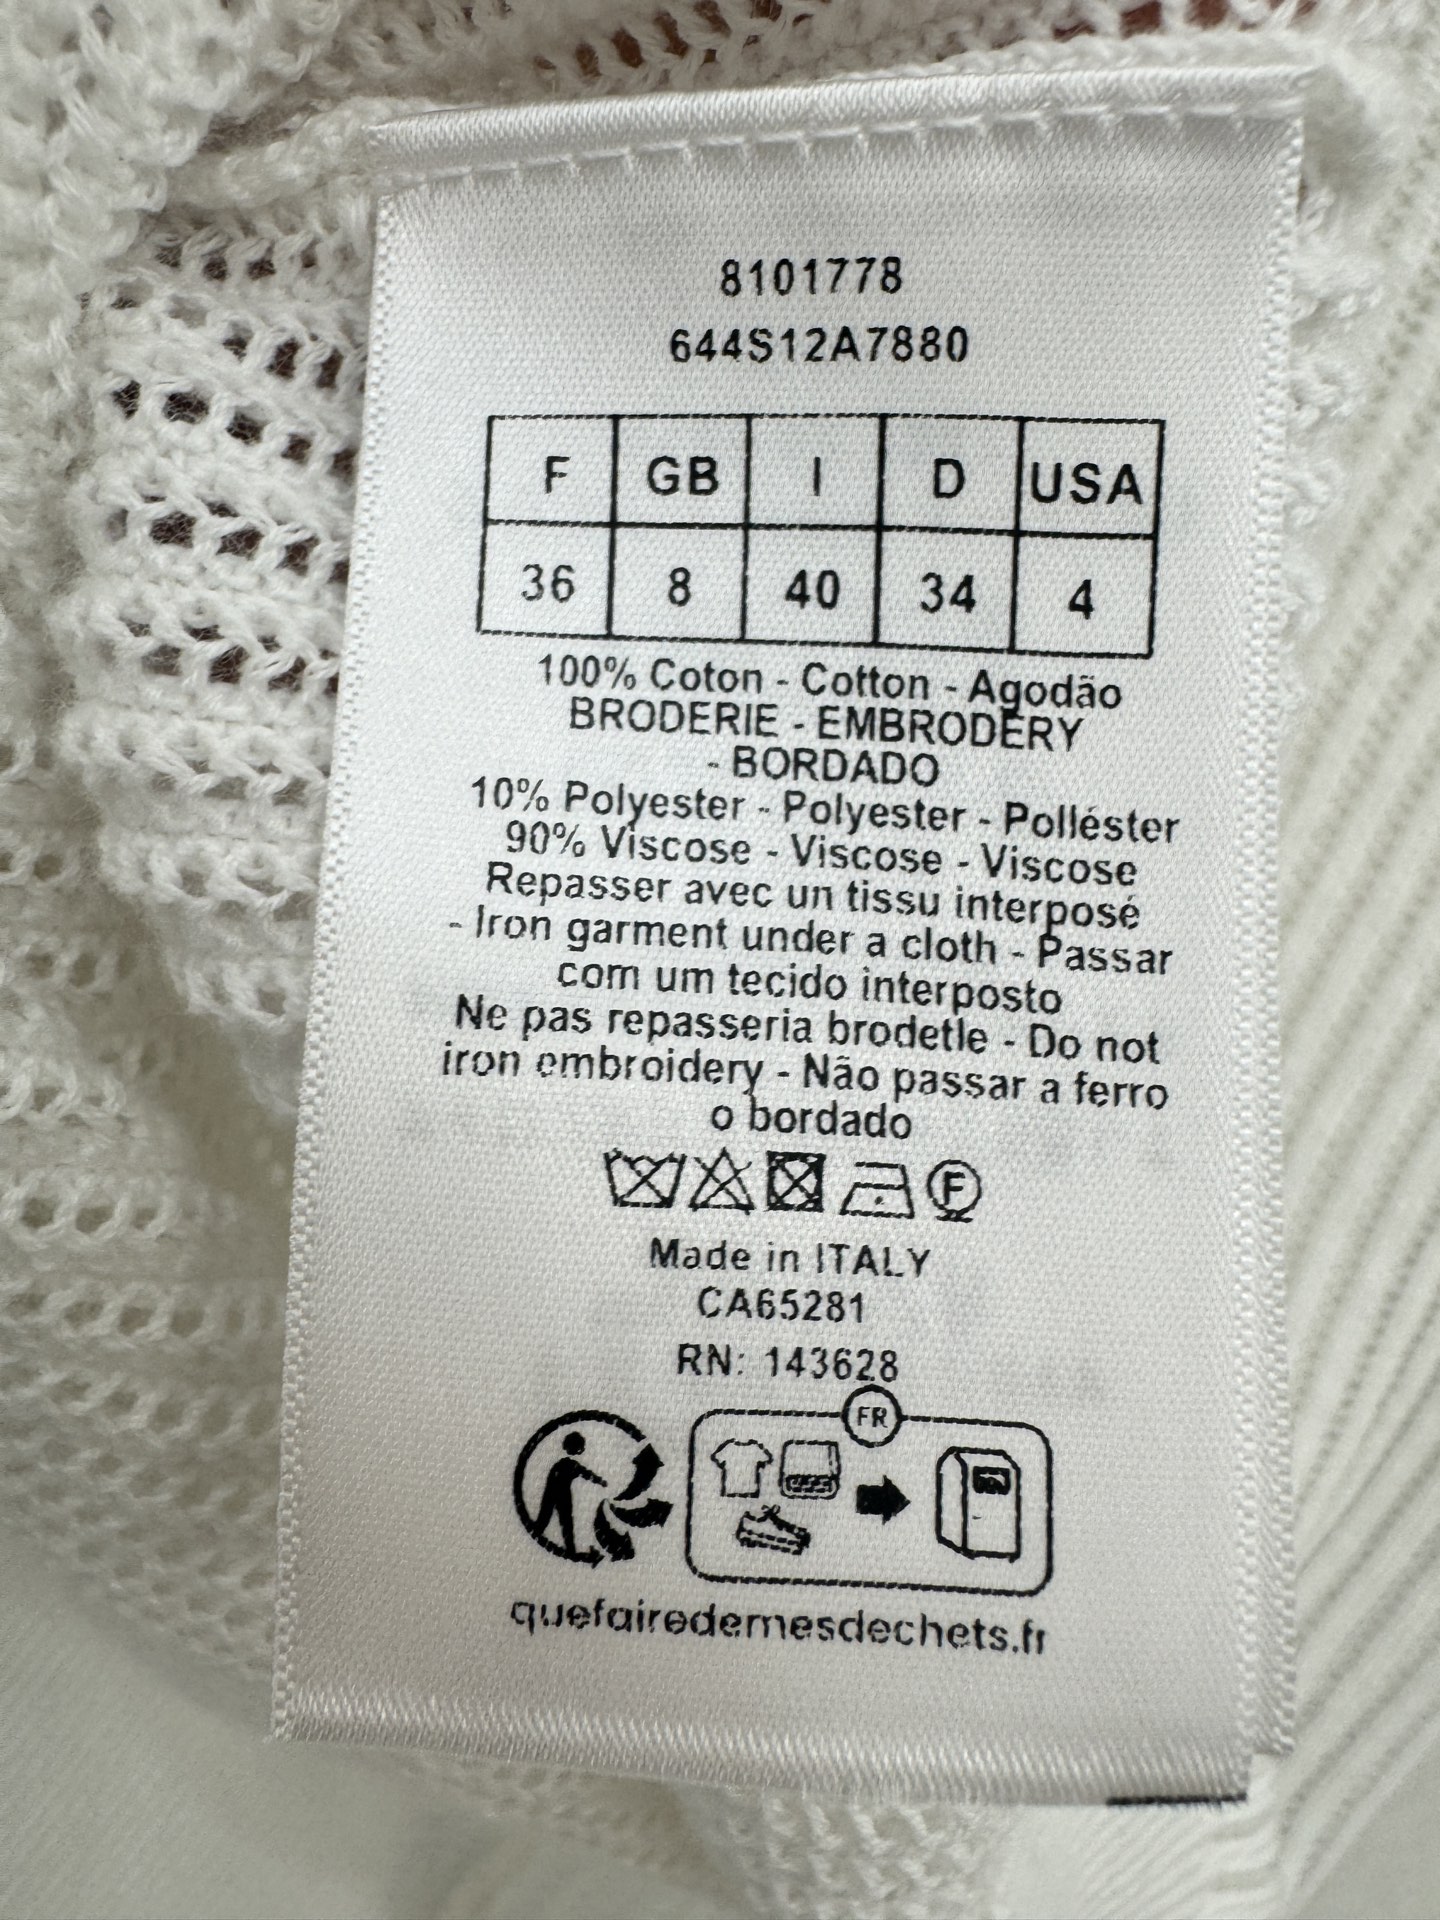 8101778
644S12A7880
F GB I D USA
36 8 40 34 4
100% Coton - Cotton - Agodão
BRODERIE - EMBRODERY
- BORDADO
10% Polyester - Polyester - Polléster
90% Viscose - Viscose - Viscose
Repasser avec un tissu interposé
- Iron garment under a cloth - Passar
com um tecido interposto
Ne pas repasseria brodetle - Do not
iron embroidery - Não passar a ferro
o bordado
F
Made in ITALY
CA65281
RN: 143628
FR
quefairedemesdechets.fr